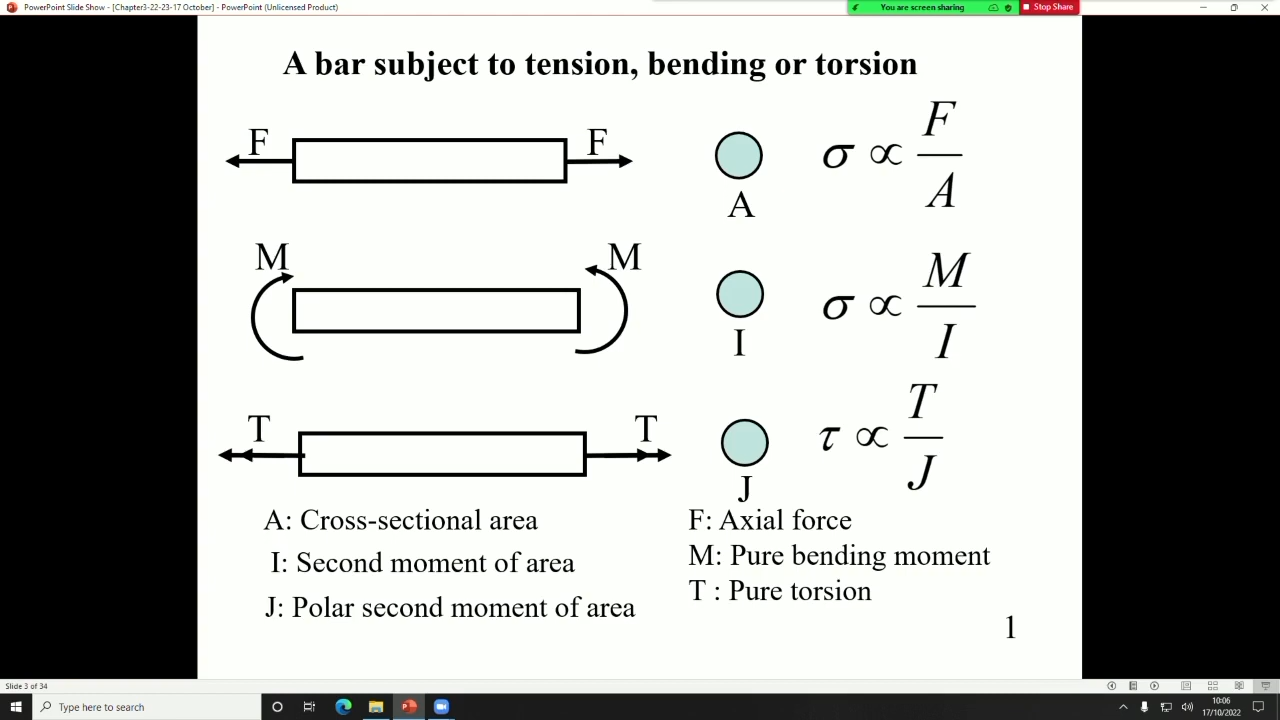 PowerPoint Slide Show - [Chapter3-22-23-17 October] - PowerPoint (Unlicensed Product)
You are screen sharing
Stop Share
A bar subject to tension, bending or torsion
F F A σ ∝ F/A
M M I σ ∝ M/I
T T J τ ∝ T/J
A: Cross-sectional area
I: Second moment of area
J: Polar second moment of area
F: Axial force
M: Pure bending moment
T : Pure torsion
1
Slide 3 of 34
Type here to search
10:06
17/10/2022